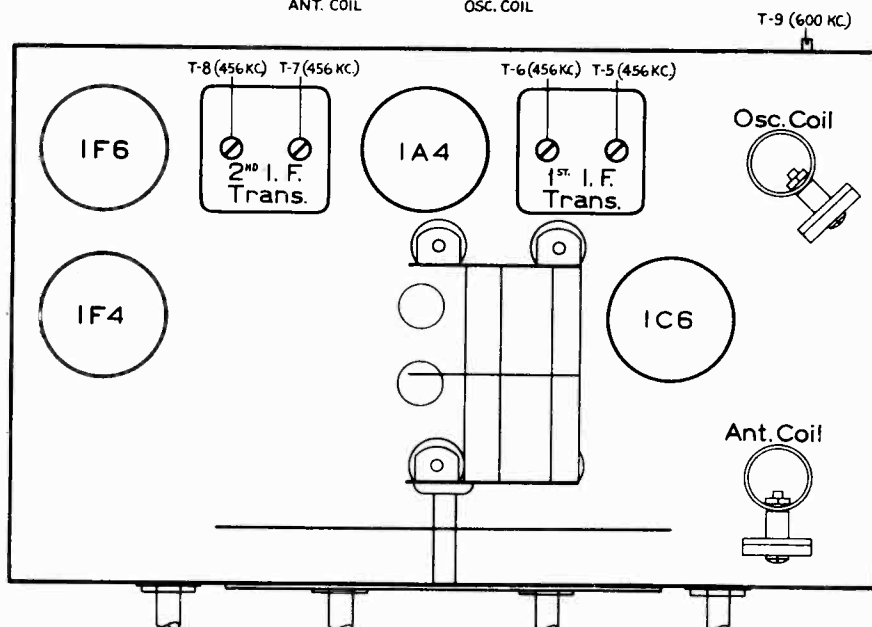 ANT. COIL OSC. COIL
T-9 (600 KC.)
T-8 (456 KC.) T-7 (456 KC.) T-6 (456 KC.) T-5 (456 KC.)
1F6
2ND I. F.
Trans.
1A4
1ST. I. F.
Trans.
Osc. Coil
1F4
1C6
Ant. Coil